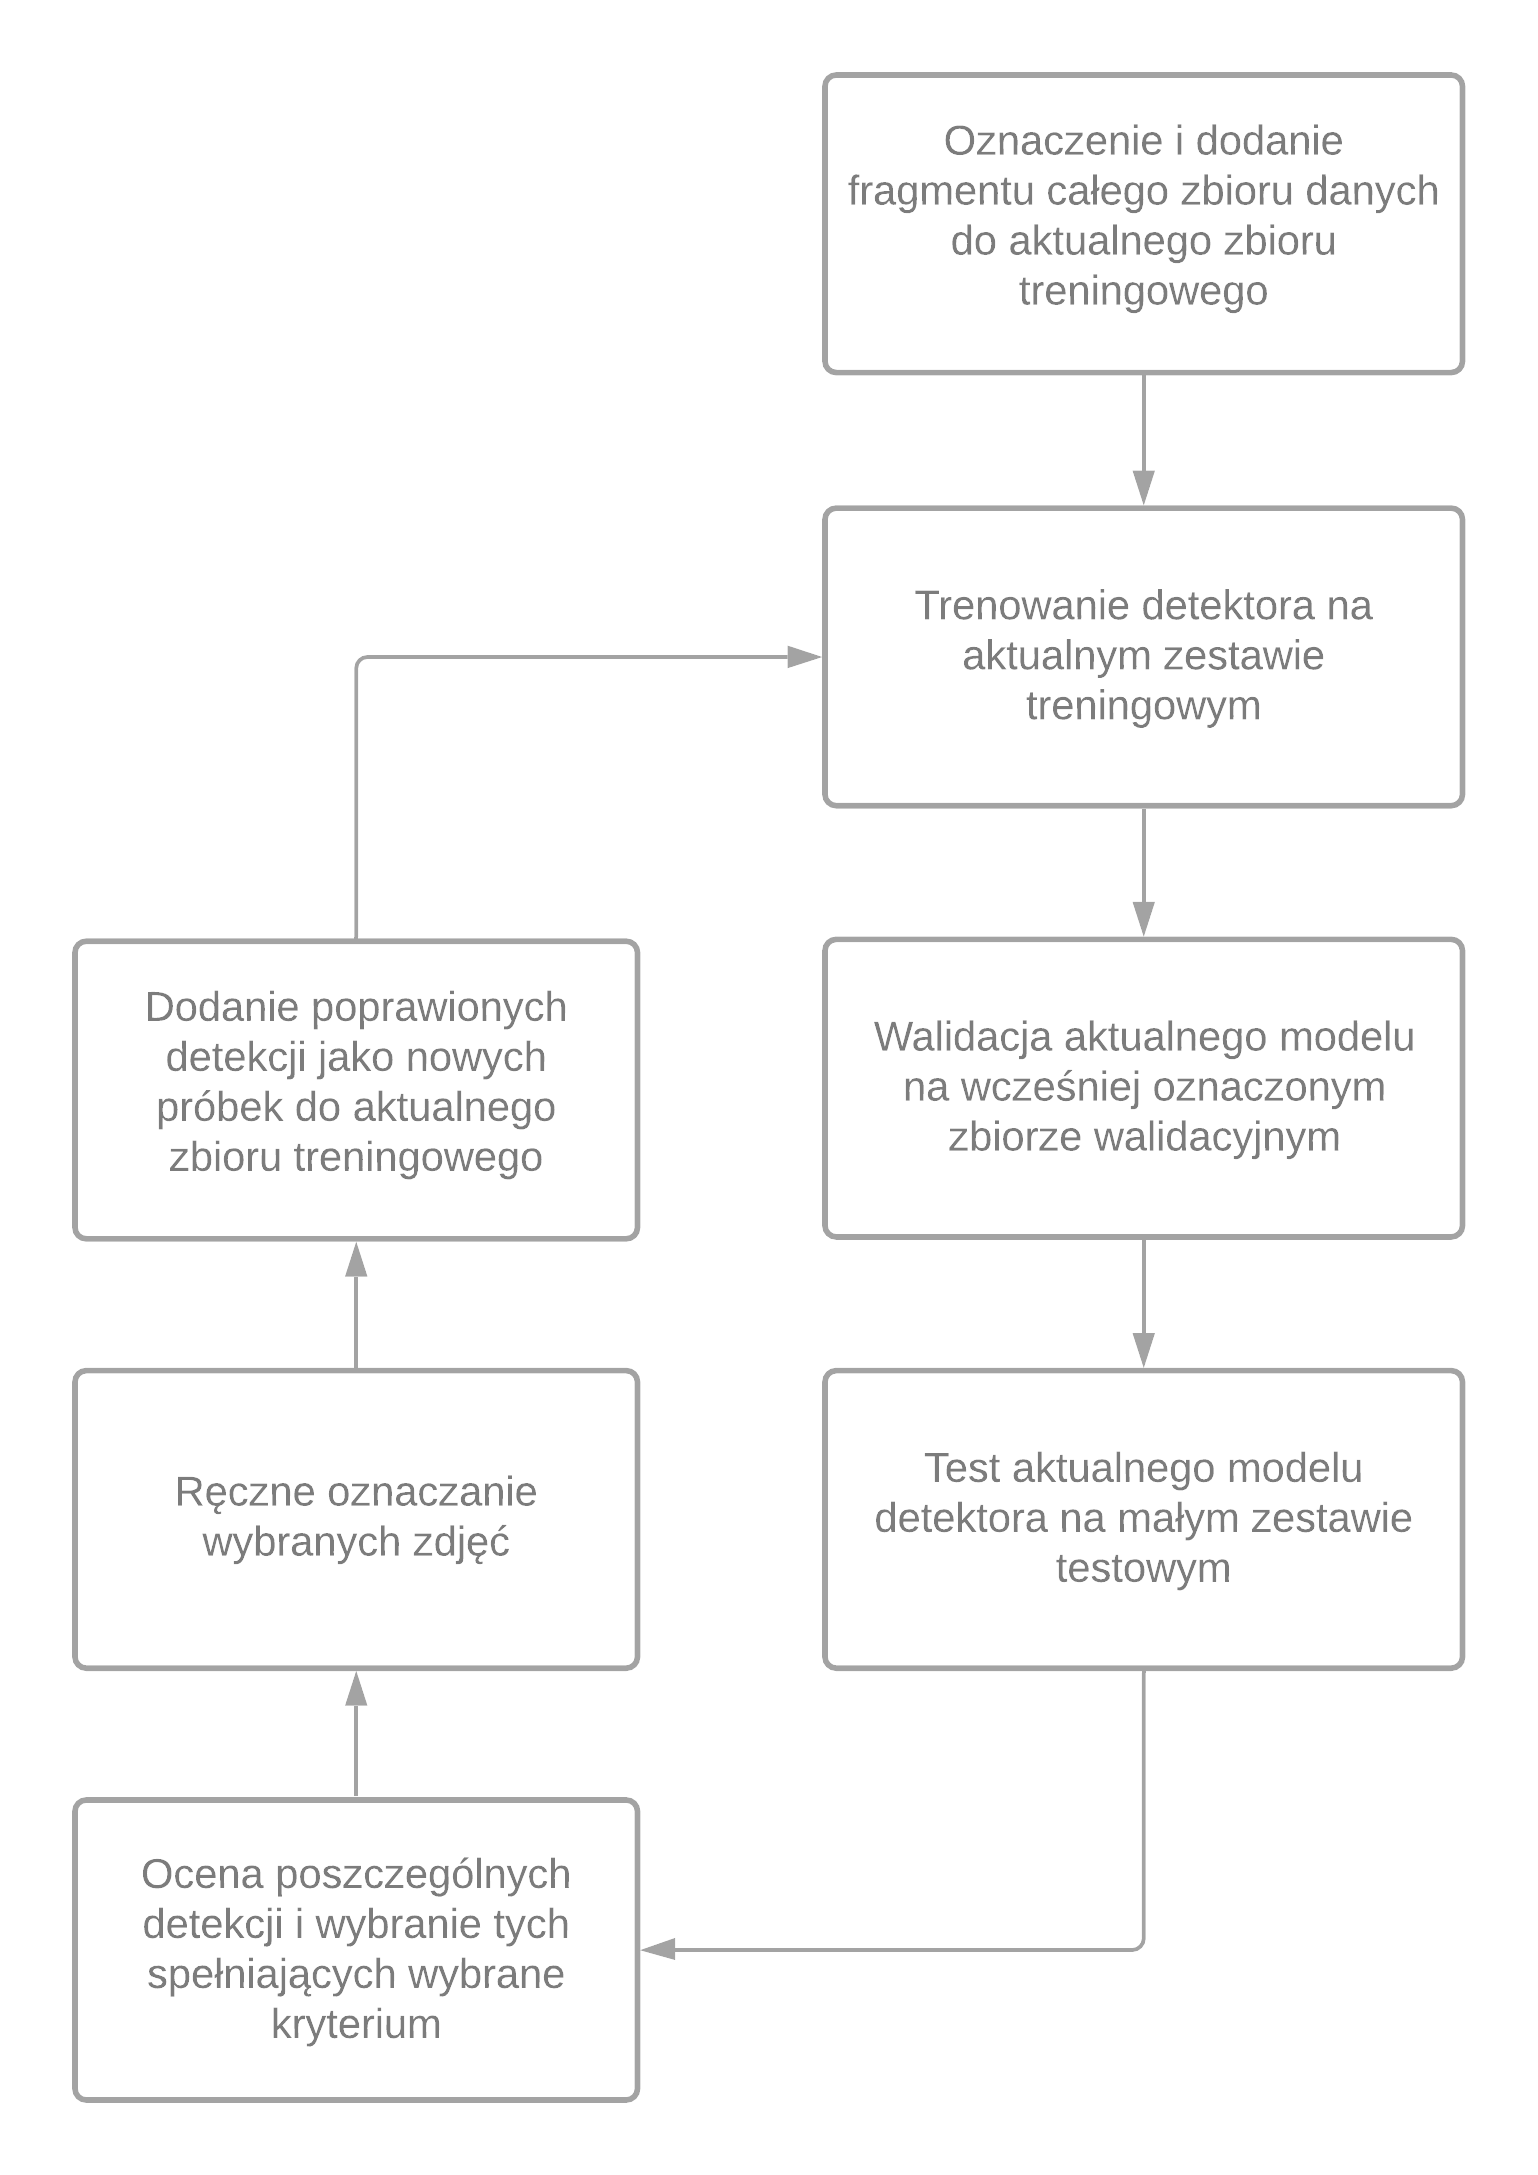 Oznaczenie i dodanie
fragmentu całego zbioru danych
do aktualnego zbioru
treningowego
Trenowanie detektora na
aktualnym zestawie
treningowym
Walidacja aktualnego modelu
na wcześniej oznaczonym
zbiorze walidacyjnym
Test aktualnego modelu
detektora na małym zestawie
testowym
Ocena poszczególnych
detekcji i wybranie tych
spełniających wybrane
kryterium
Ręczne oznaczanie
wybranych zdjęć
Dodanie poprawionych
detekcji jako nowych
próbek do aktualnego
zbioru treningowego